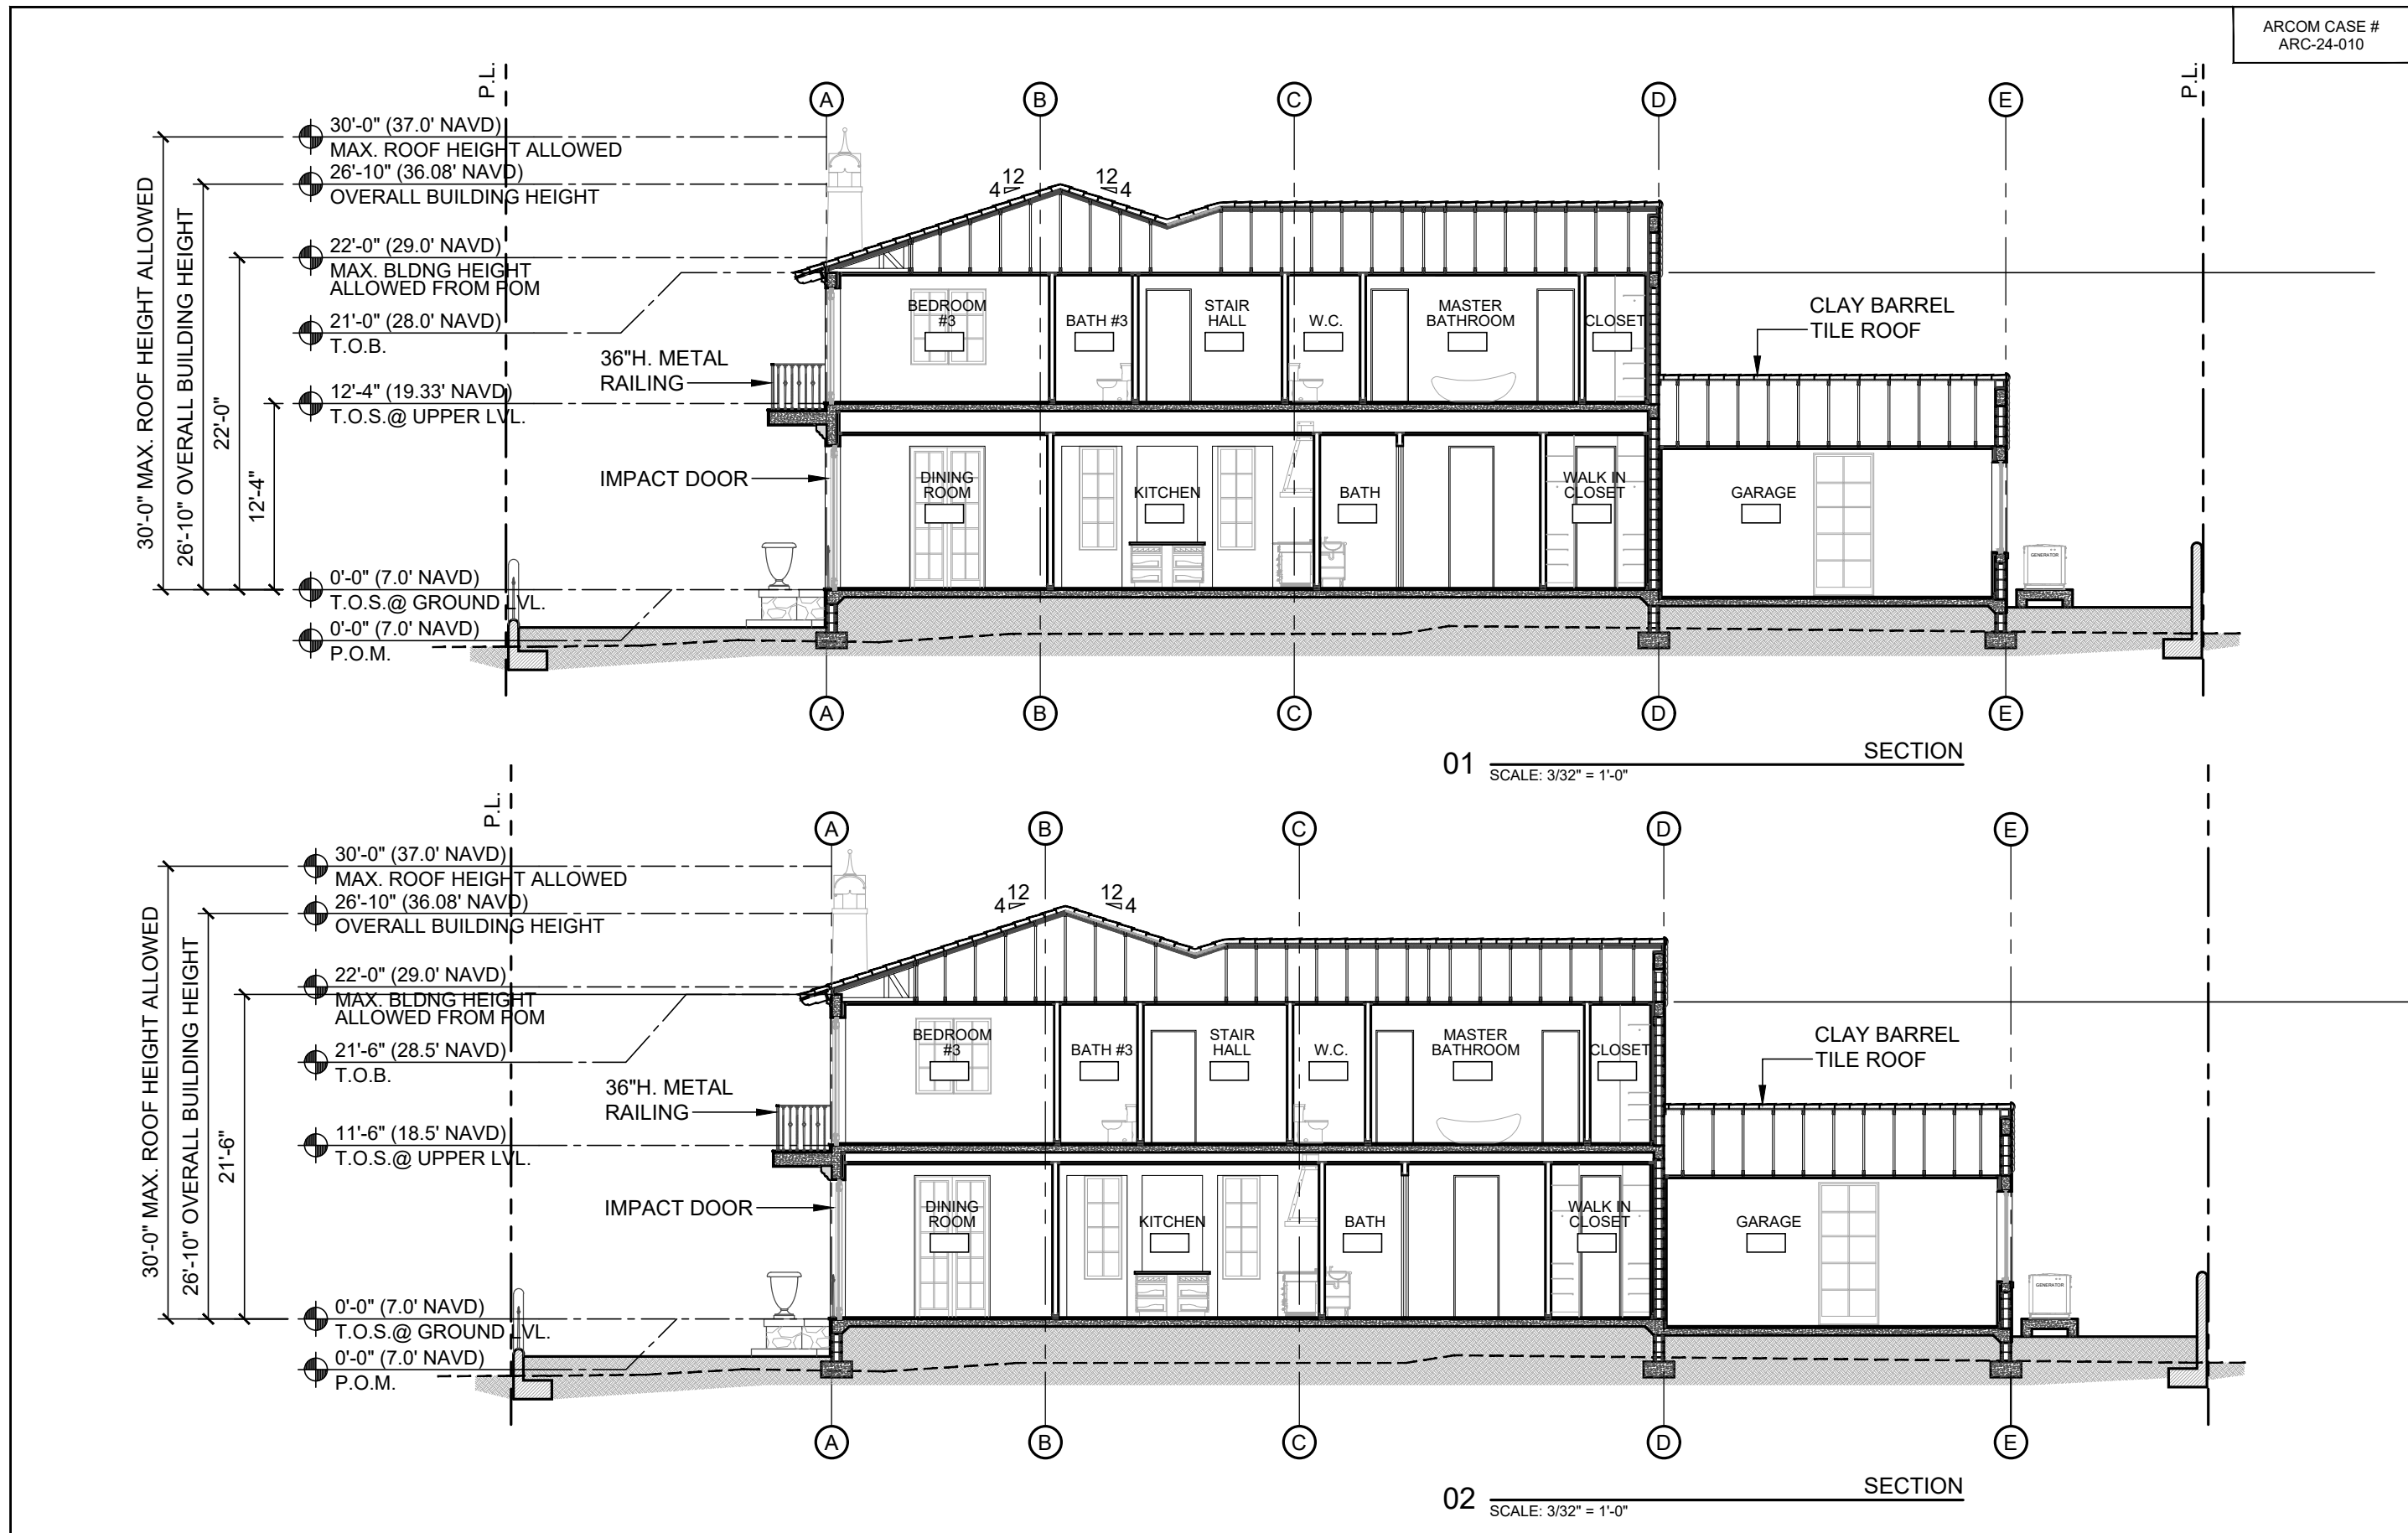 ARCOM CASE #
ARC-24-010
P.L.
P.L.
A
B
C
D
E
30'-0" (37.0' NAVD)
MAX. ROOF HEIGHT ALLOWED
26'-10" (36.08' NAVD)
OVERALL BUILDING HEIGHT
22'-0" (29.0' NAVD)
MAX. BLDNG HEIGHT
ALLOWED FROM POM
21'-0" (28.0' NAVD)
T.O.B.
12'-4" (19.33' NAVD)
T.O.S.@ UPPER LVL.
0'-0" (7.0' NAVD)
T.O.S.@ GROUND LVL.
0'-0" (7.0' NAVD)
P.O.M.
30'-0" MAX. ROOF HEIGHT ALLOWED
26'-10" OVERALL BUILDING HEIGHT
22'-0"
12'-4"
36"H. METAL
RAILING
IMPACT DOOR
12
4
12
4
BEDROOM
#3
BATH #3
STAIR
HALL
W.C.
MASTER
BATHROOM
CLOSET
CLAY BARREL
TILE ROOF
DINING
ROOM
KITCHEN
BATH
WALK IN
CLOSET
GARAGE
GENERATOR
A
B
C
D
E
01
SECTION
SCALE: 3/32" = 1'-0"
P.L.
A
B
C
D
E
30'-0" (37.0' NAVD)
MAX. ROOF HEIGHT ALLOWED
26'-10" (36.08' NAVD)
OVERALL BUILDING HEIGHT
22'-0" (29.0' NAVD)
MAX. BLDNG HEIGHT
ALLOWED FROM POM
21'-6" (28.5' NAVD)
T.O.B.
11'-6" (18.5' NAVD)
T.O.S.@ UPPER LVL.
0'-0" (7.0' NAVD)
T.O.S.@ GROUND LVL.
0'-0" (7.0' NAVD)
P.O.M.
30'-0" MAX. ROOF HEIGHT ALLOWED
26'-10" OVERALL BUILDING HEIGHT
21'-6"
36"H. METAL
RAILING
IMPACT DOOR
12
4
12
4
BEDROOM
#3
BATH #3
STAIR
HALL
W.C.
MASTER
BATHROOM
CLOSET
CLAY BARREL
TILE ROOF
DINING
ROOM
KITCHEN
BATH
WALK IN
CLOSET
GARAGE
GENERATOR
A
B
C
D
E
02
SECTION
SCALE: 3/32" = 1'-0"